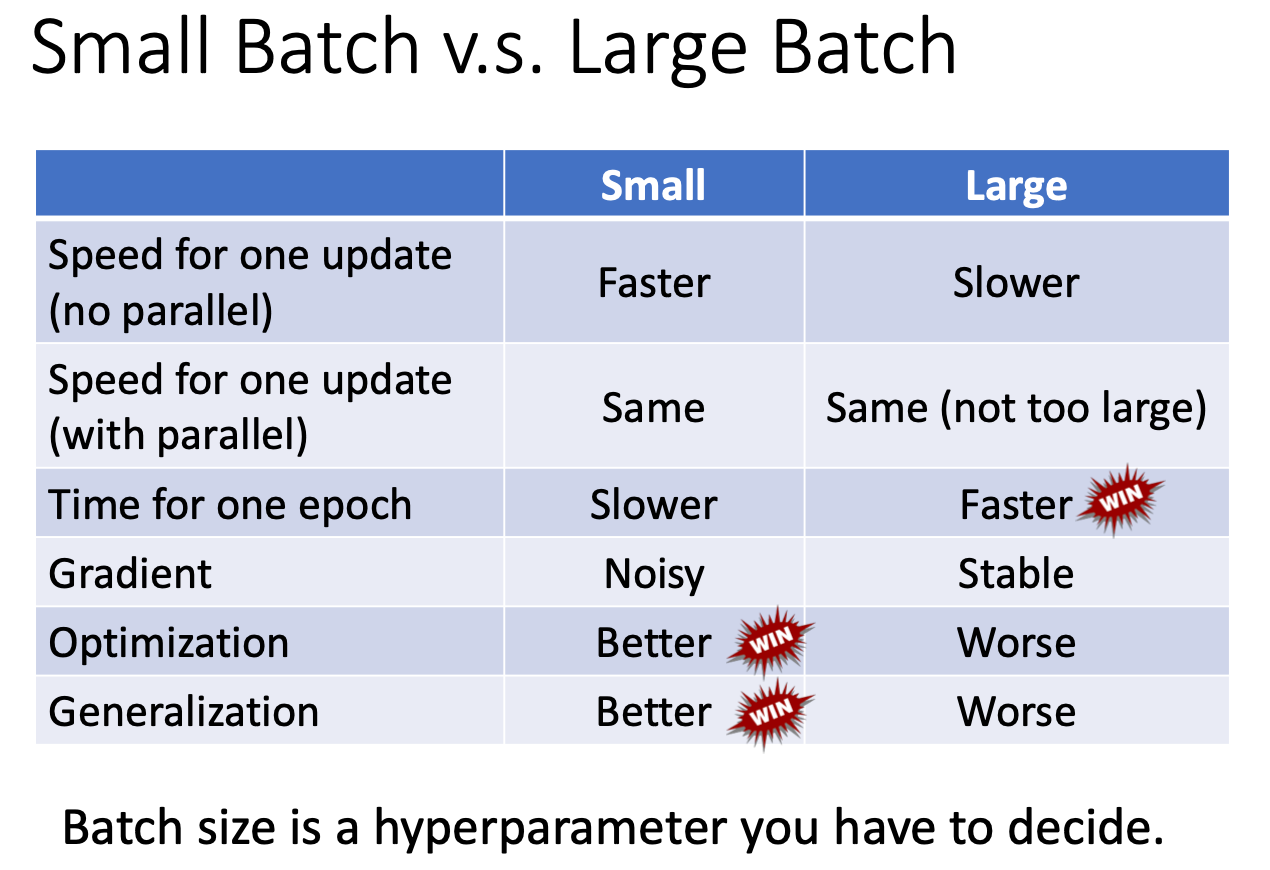 Small Batch v.s. Large Batch
Small Large
Speed for one update
(no parallel) Faster Slower
Speed for one update
(with parallel) Same Same (not too large)
Time for one epoch Slower Faster WIN
Gradient Noisy Stable
Optimization Better WIN Worse
Generalization Better WIN Worse
Batch size is a hyperparameter you have to decide.